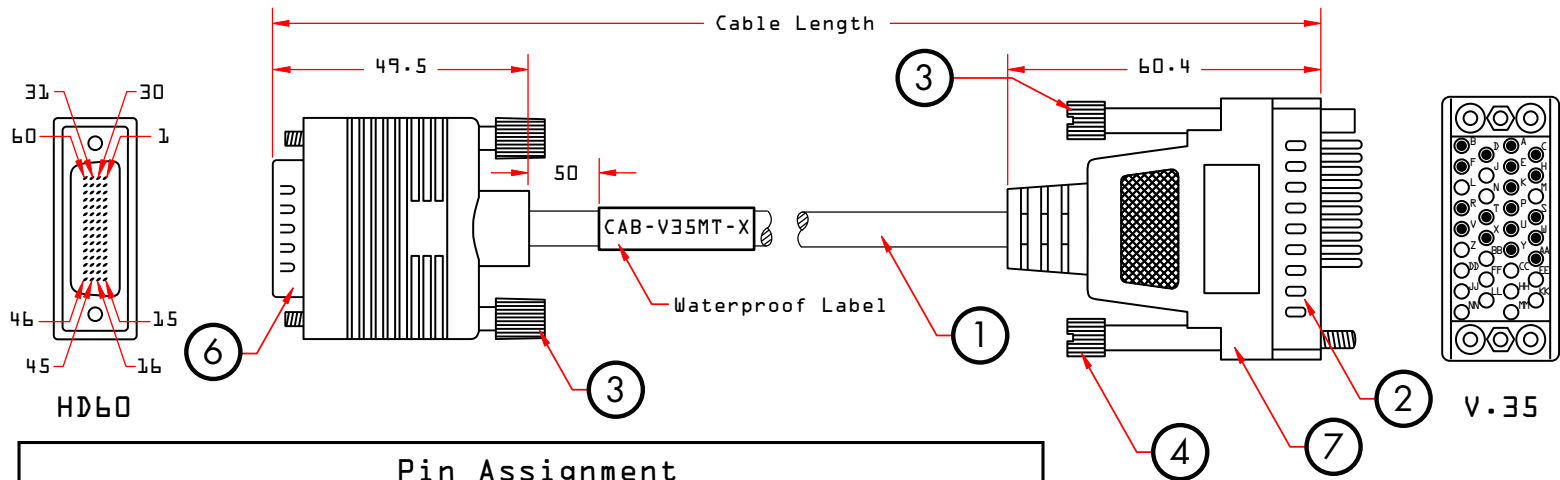 Cable Length
49.5
60.4
3
31
30
60
1
50
CAB-V35MT-X
Waterproof Label
46
15
45
16
6
3
1
4
7
2
HD60
V.35
B D A C
F J E H
L N K M
R T P S
V X U W
Z BB Y AA
DD FF CC EE
JJ LL HH KK
NN MM
Pin Assignment